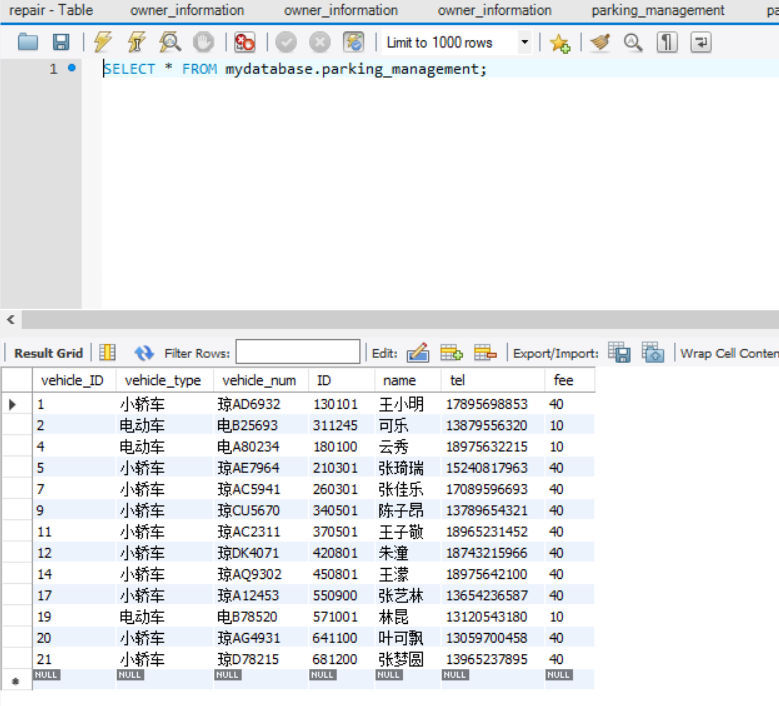 repair - Table owner_information owner_information owner_information parking_management
Limit to 1000 rows
1 SELECT * FROM mydatabase.parking_management;
Result Grid Filter Rows: Edit: Export/Import: Wrap Cell Conten
vehicle_ID vehicle_type vehicle_num ID name tel fee
1 小轿车 琼AD6932 130101 王小明 17895698853 40
2 电动车 电B25693 311245 可乐 13879556320 10
4 电动车 电A80234 180100 云秀 18975632215 10
5 小轿车 琼AE7964 210301 张琦瑞 15240817963 40
7 小轿车 琼AC5941 260301 张佳乐 17089596693 40
9 小轿车 琼CU5670 340501 陈子昂 13789654321 40
11 小轿车 琼AC2311 370501 王子敬 18965231452 40
12 小轿车 琼DK4071 420801 朱潼 18743215966 40
14 小轿车 琼AQ9302 450801 王濛 18975642100 40
17 小轿车 琼A12453 550900 张艺林 13654236587 40
19 电动车 电B78520 571001 林昆 13120543180 10
20 小轿车 琼AG4931 641100 叶可飘 13059700458 40
21 小轿车 琼D78215 681200 张梦圆 13965237895 40
NULL NULL NULL NULL NULL NULL NULL